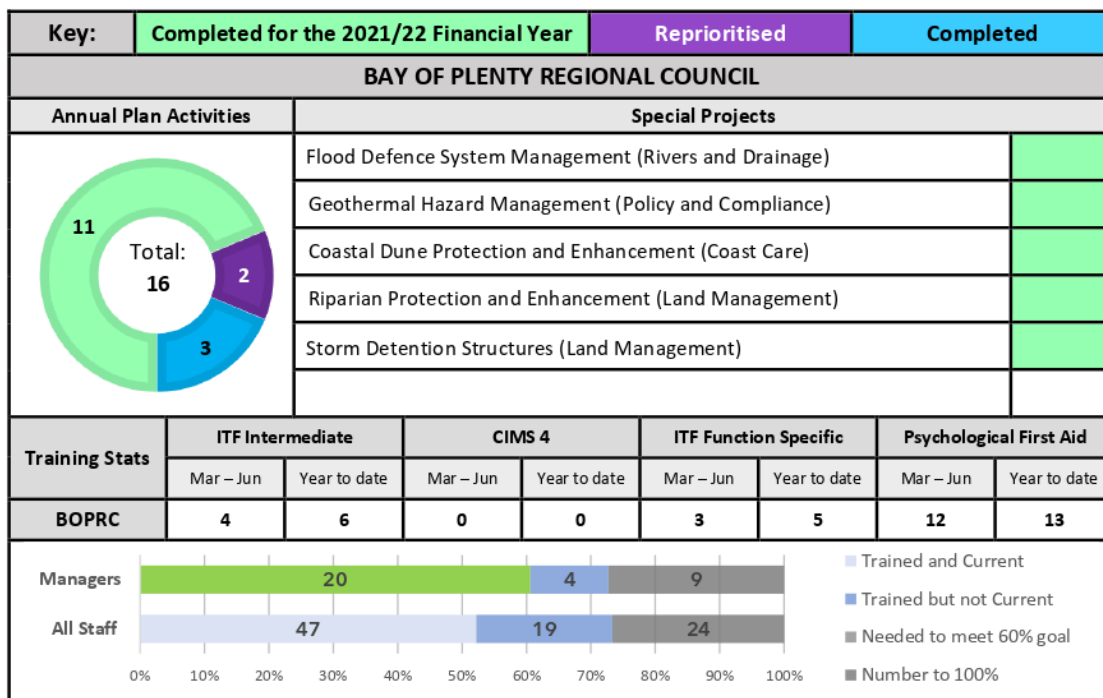 Key: Completed for the 2021/22 Financial Year Reprioritised Completed
BAY OF PLENTY REGIONAL COUNCIL
Annual Plan Activities Special Projects
11
Total:
16
2
3
Flood Defence System Management (Rivers and Drainage)
Geothermal Hazard Management (Policy and Compliance)
Coastal Dune Protection and Enhancement (Coast Care)
Riparian Protection and Enhancement (Land Management)
Storm Detention Structures (Land Management)
Training Stats ITF Intermediate CIMS 4 ITF Function Specific Psychological First Aid
Mar – Jun Year to date Mar – Jun Year to date Mar – Jun Year to date Mar – Jun Year to date
BOPRC 4 6 0 0 3 5 12 13
Managers 20 4 9
All Staff 47 19 24
0% 10% 20% 30% 40% 50% 60% 70% 80% 90% 100%
Trained and Current
Trained but not Current
Needed to meet 60% goal
Number to 100%